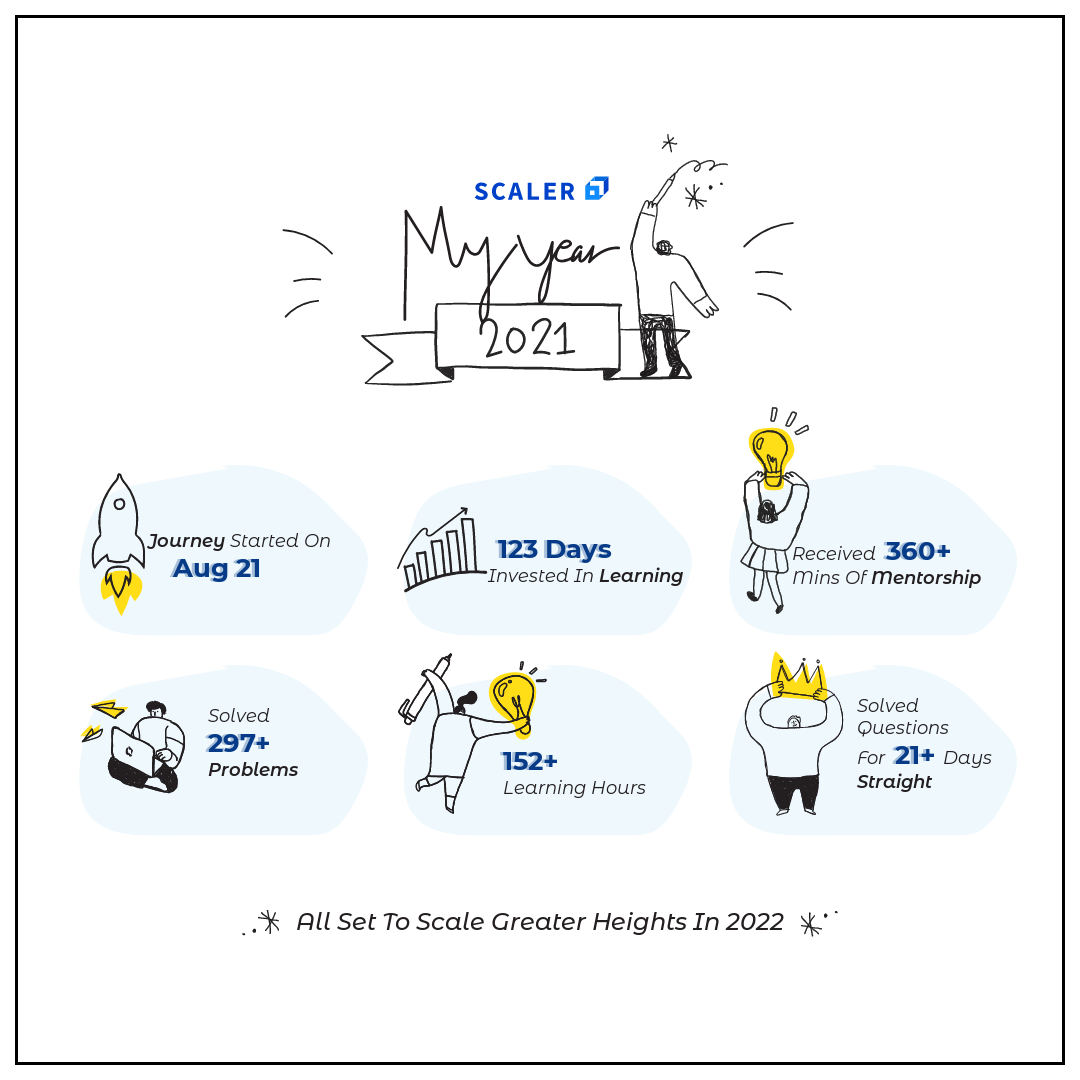 SCALER
My year
2021
Journey Started On
Aug 21
123 Days
Invested In Learning
Received 360+
Mins Of Mentorship
Solved
297+
Problems
152+
Learning Hours
Solved
Questions
For 21+ Days
Straight
All Set To Scale Greater Heights In 2022